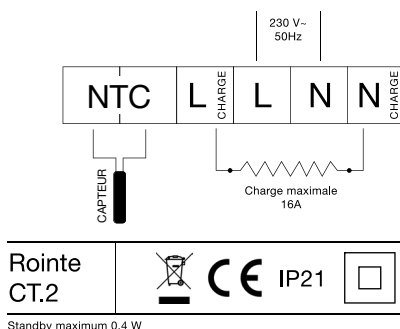 230 V~
50Hz
NTC
L CHARGE
L
N
N CHARGE
CAPTEUR
Charge maximale
16A
Rointe
CT.2
CE IP21
Standby maximum 0.4 W